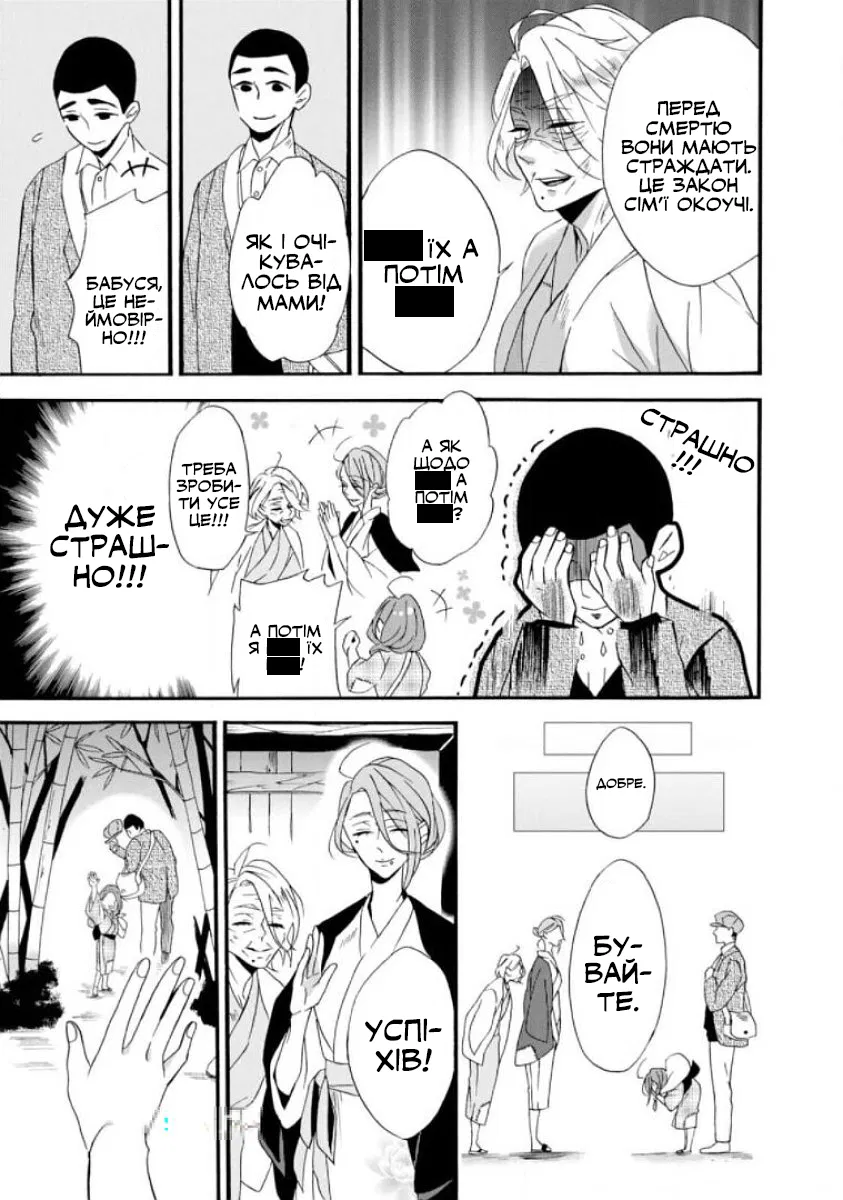 ПЕРЕД
СМЕРТЮ
ВОНИ МАЮТЬ
СТРАЖДАТИ.
ЦЕ ЗАКОН
СІМ'Ї ОКОУЧІ.
ЇХ А
ПОТІМ
ЯК І ОЧІ-
КУВА-
ЛОСЬ ВІД
МАМИ!
БАБУСЯ,
ЦЕ НЕ-
ЙМОВІР-
НО!!!
СТРАШНО
!!!
А ЯК
ЩОДО
А
ПОТІМ
?
ТРЕБА
ЗРОБИ-
ТИ УСЕ
ЦЕ!!!
А ПОТІМ
Я ЇХ
!
ДУЖЕ
СТРАШ-
НО!!!
ДОБРЕ.
БУ-
ВАЙ-
ТЕ.
УСПІ-
ХІВ!